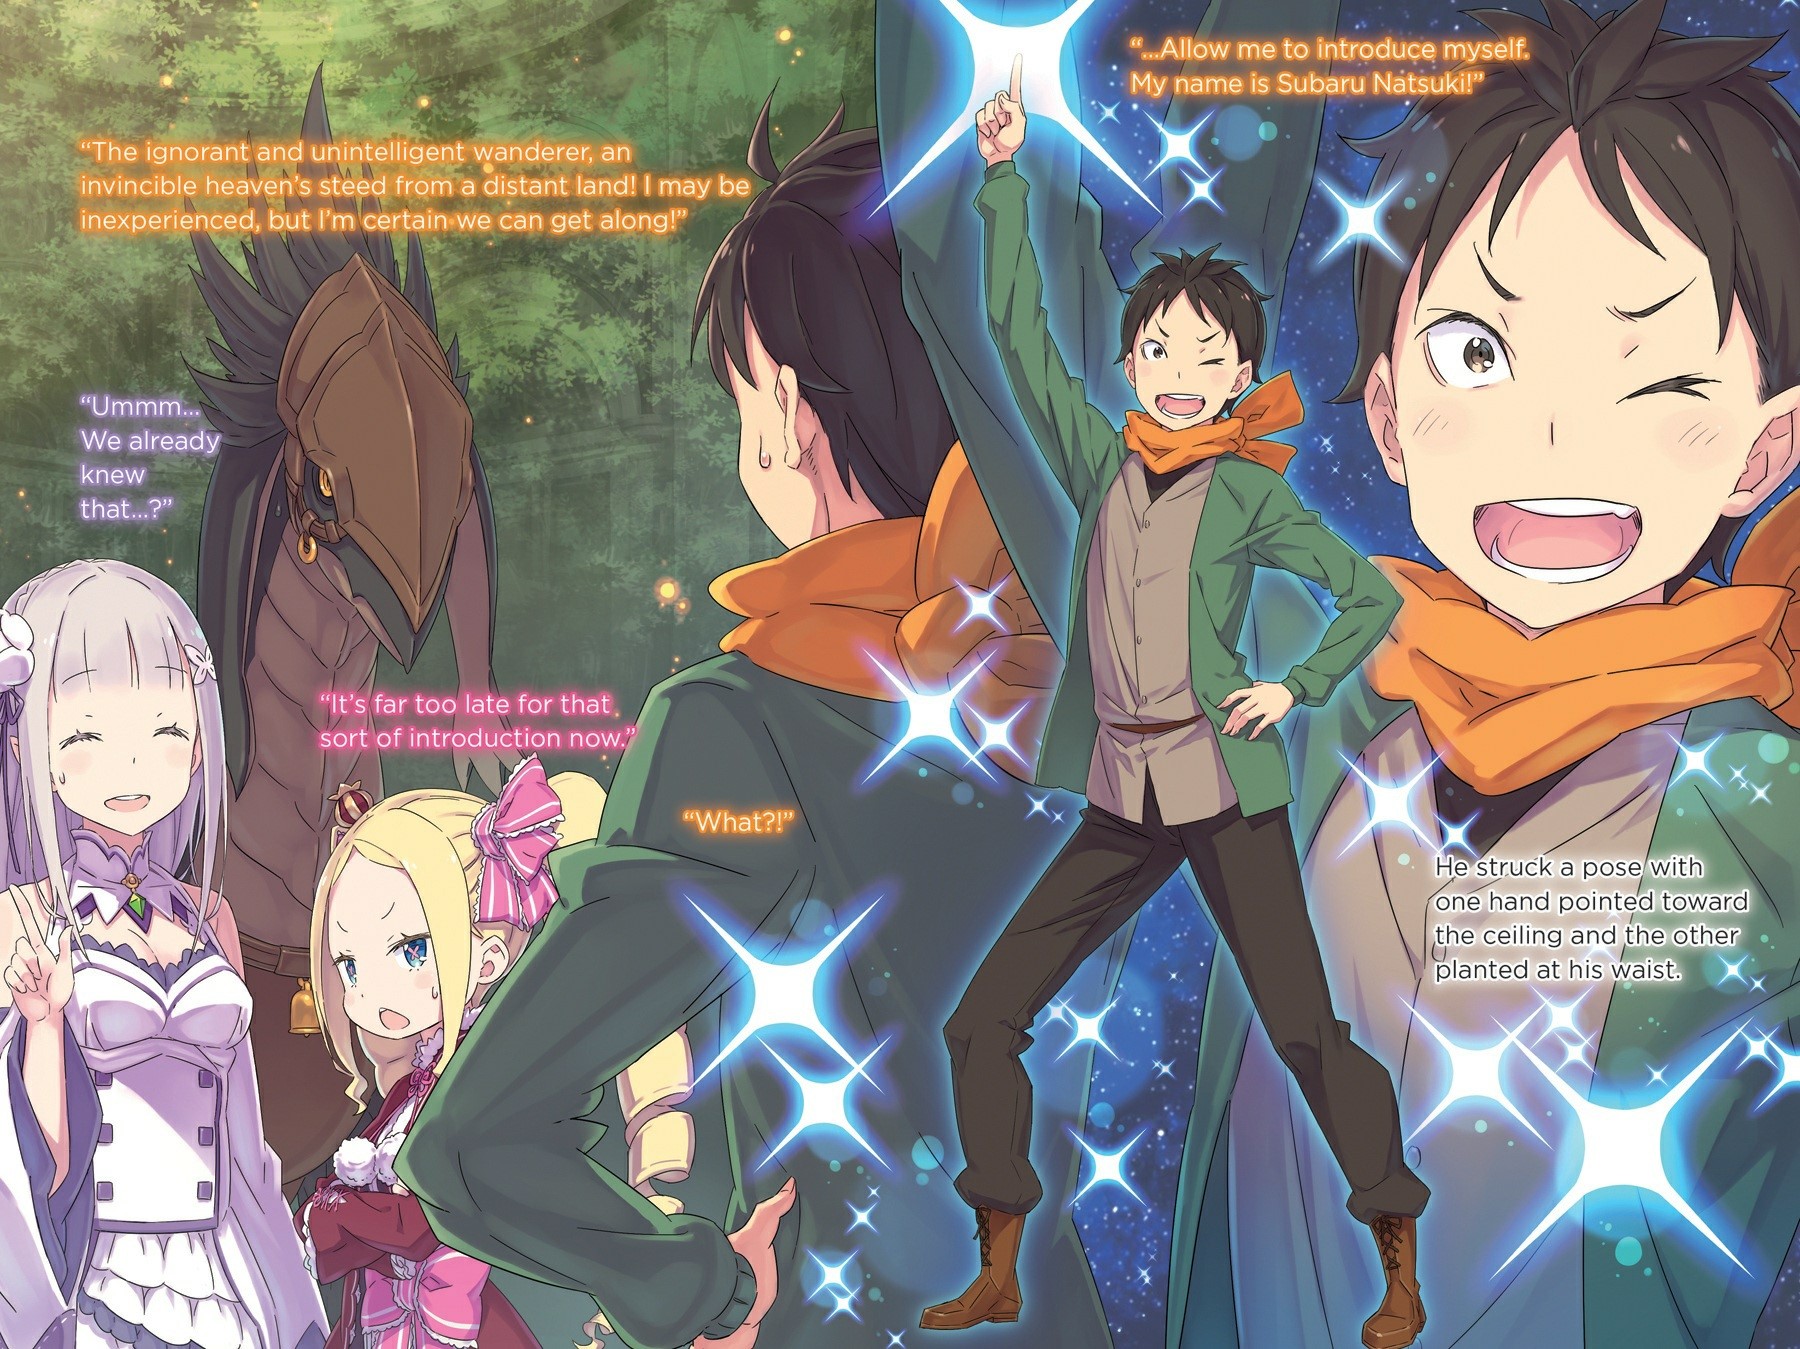 “...Allow me to introduce myself.
My name is Subaru Natsuki!”
“The ignorant and unintelligent wanderer, an
invincible heaven’s steed from a distant land! I may be
inexperienced, but I’m certain we can get along!”
“Ummm...
We already
knew
that...?”
“It’s far too late for that
sort of introduction now.”
“What?!”
He struck a pose with
one hand pointed toward
the ceiling and the other
planted at his waist.